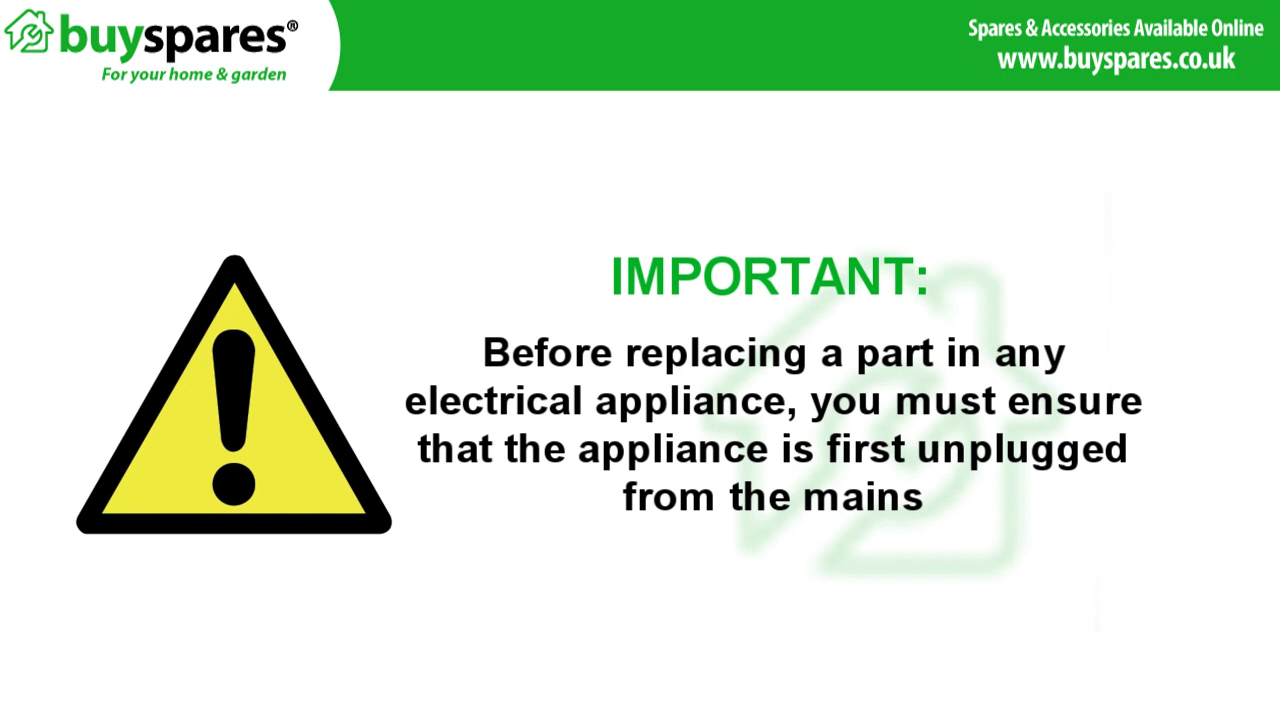 buyspares®
For your home & garden
Spares & Accessories Available Online
www.buyspares.co.uk
IMPORTANT:
Before replacing a part in any
electrical appliance, you must ensure
that the appliance is first unplugged
from the mains